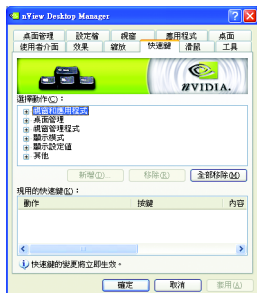 nView Desktop Manager
桌面管理 設定檔 視窗 應用程式 桌面
使用者介面 效果 縮放 快速鍵 滑鼠 工具
NVIDIA.
選擇動作(C)：
視窗和應用程式
桌面管理
視窗管理程式
顯示模式
顯示設定值
其他
新增(D)... 移除(R) 全部移除(M)
現用的快速鍵(E)：
動作 按鍵 內容
快速鍵的變更將立即生效。
確定 取消 套用(A)